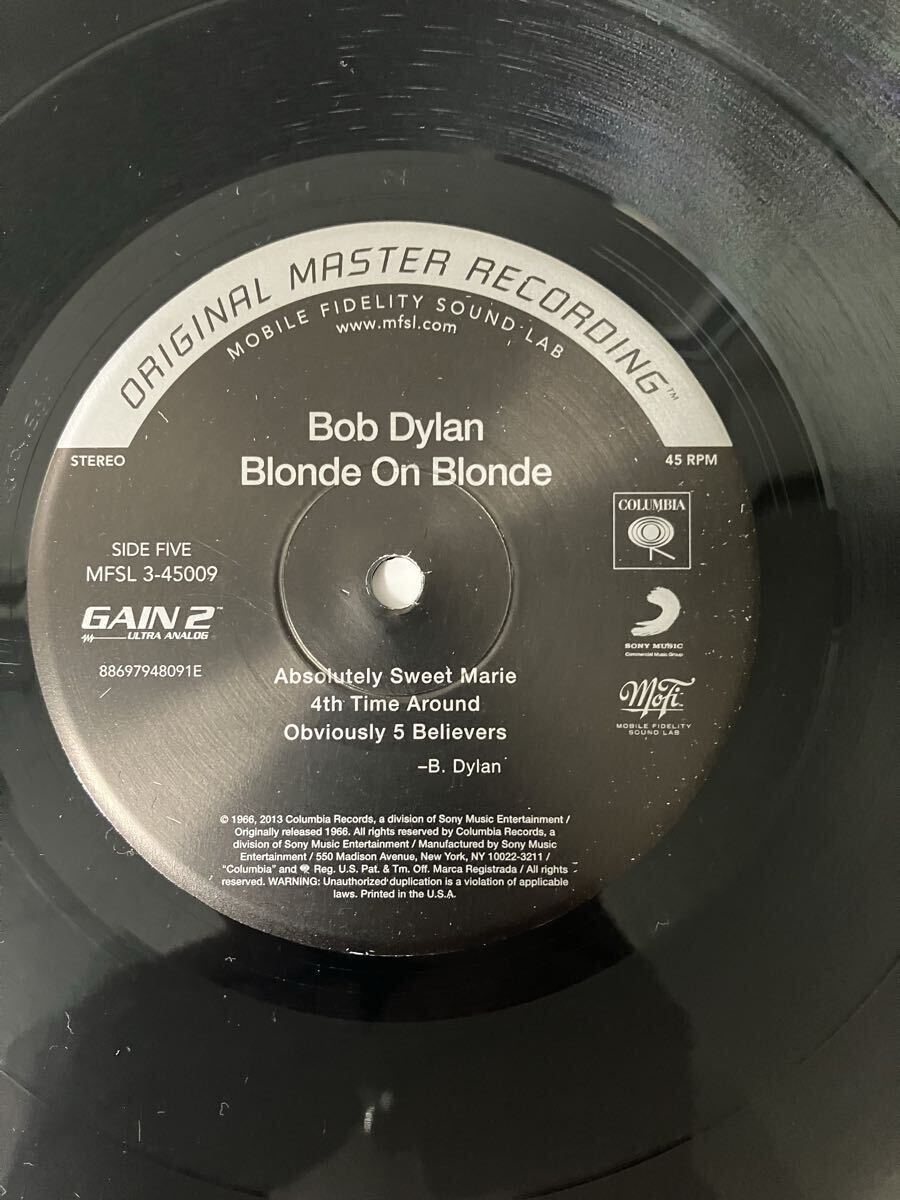 ORIGINAL MASTER RECORDING™
MOBILE FIDELITY SOUND LAB
www.mfsl.com
Bob Dylan
Blonde On Blonde
STEREO
45 RPM
SIDE FIVE
MFSL 3-45009
GAIN 2™
ULTRA ANALOG
88697948091E
COLUMBIA
SONY MUSIC
Commercial Music Group
MoFi
MOBILE FIDELITY
SOUND LAB
Absolutely Sweet Marie
4th Time Around
Obviously 5 Believers
–B. Dylan
© 1966, 2013 Columbia Records, a division of Sony Music Entertainment /
Originally released 1966. All rights reserved by Columbia Records, a
division of Sony Music Entertainment / Manufactured by Sony Music
Entertainment / 550 Madison Avenue, New York, NY 10022-3211 /
"Columbia" and Reg. U.S. Pat. & Tm. Off. Marca Registrada / All rights
reserved. WARNING: Unauthorized duplication is a violation of applicable
laws. Printed in the U.S.A.